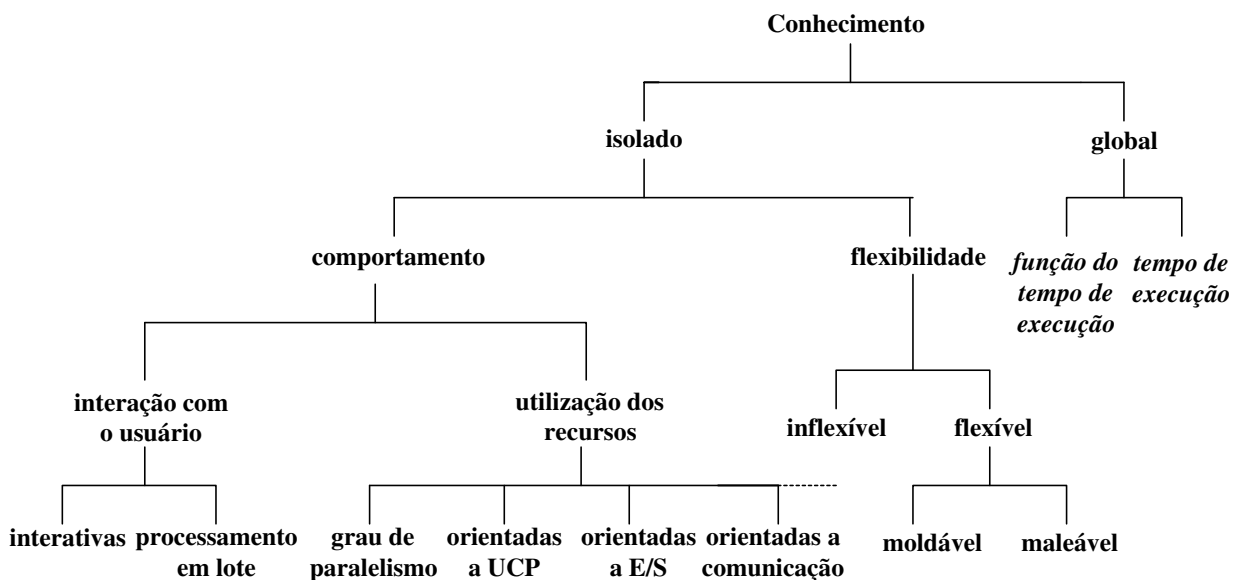 Conhecimento
isolado
global
comportamento
flexibilidade
função do
tempo de
execução
tempo de
execução
interação com
o usuário
utilização dos
recursos
inflexível
flexível
interativas
processamento
em lote
grau de
paralelismo
orientadas
a UCP
orientadas
a E/S
orientadas a
comunicação
moldável
maleável